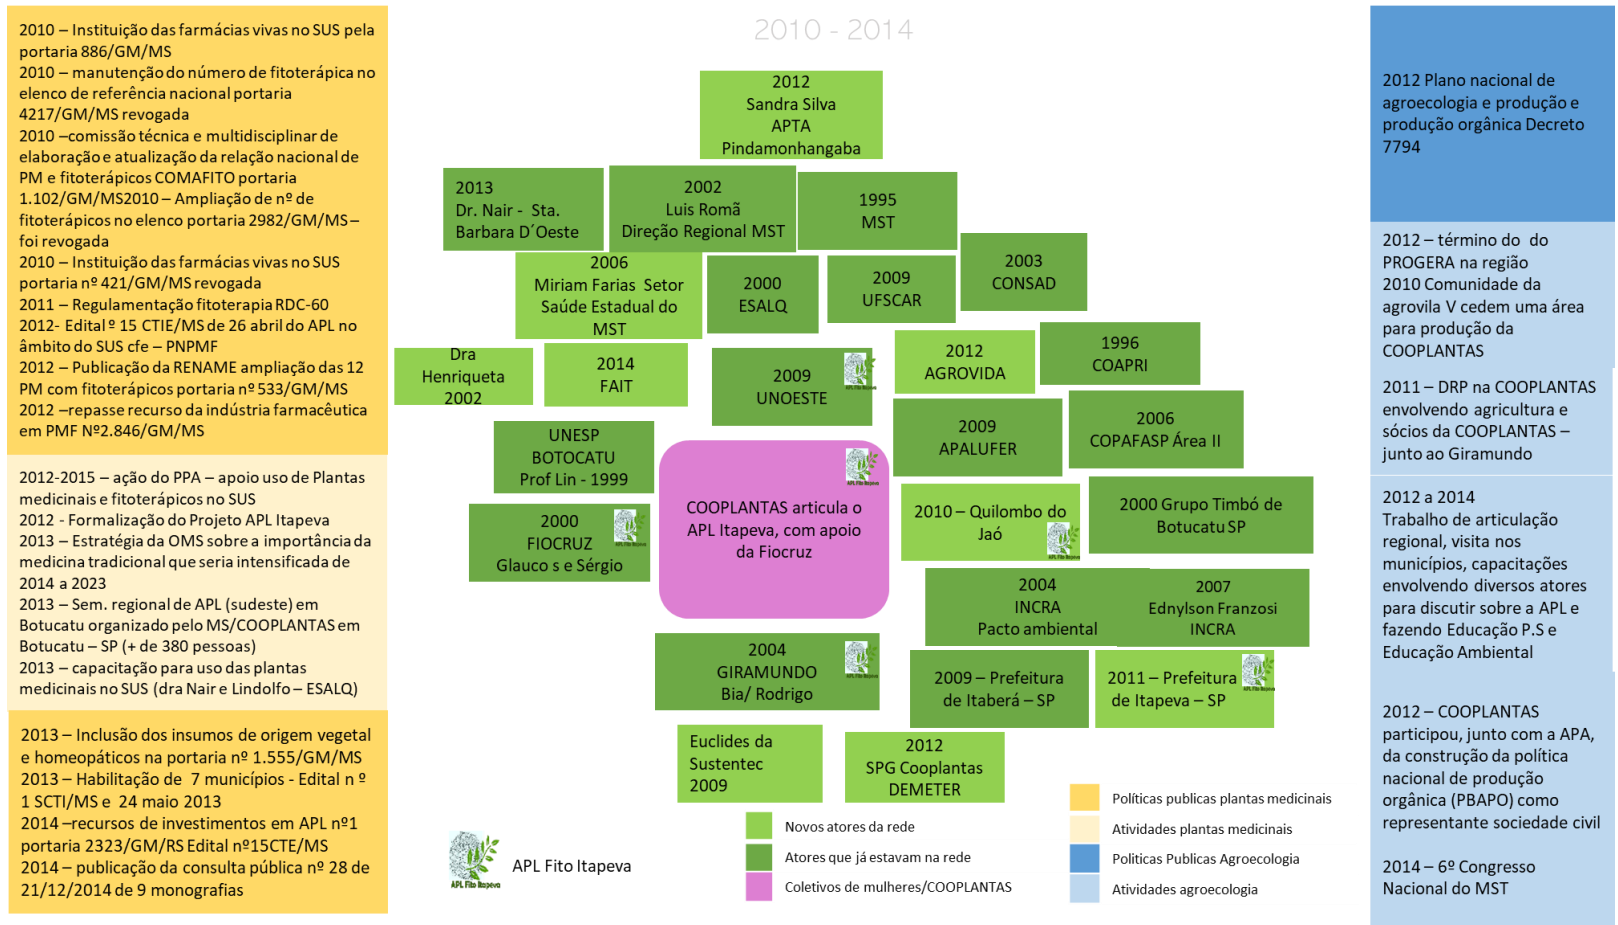 2010 - 2014
2010 – Instituição das farmácias vivas no SUS pela
portaria 886/GM/MS
2010 – manutenção do número de fitoterápica no
elenco de referência nacional portaria
4217/GM/MS revogada
2010 –comissão técnica e multidisciplinar de
elaboração e atualização da relação nacional de
PM e fitoterápicos COMAFITO portaria
1.102/GM/MS2010 – Ampliação de nº de
fitoterápicos no elenco portaria 2982/GM/MS –
foi revogada
2010 – Instituição das farmácias vivas no SUS
portaria nº 421/GM/MS revogada
2011 – Regulamentação fitoterapia RDC-60
2012- Edital º 15 CTIE/MS de 26 abril do APL no
âmbito do SUS cfe – PNPMF
2012 – Publicação da RENAME ampliação das 12
PM com fitoterápicos portaria nº 533/GM/MS
2012 –repasse recurso da indústria farmacêutica
em PMF Nº2.846/GM/MS
2012-2015 – ação do PPA – apoio uso de Plantas
medicinais e fitoterápicos no SUS
2012 - Formalização do Projeto APL Itapeva
2013 – Estratégia da OMS sobre a importância da
medicina tradicional que seria intensificada de
2014 a 2023
2013 – Sem. regional de APL (sudeste) em
Botucatu organizado pelo MS/COOPLANTAS em
Botucatu – SP (+ de 380 pessoas)
2013 – capacitação para uso das plantas
medicinais no SUS (dra Nair e Lindolfo – ESALQ)
2013 – Inclusão dos insumos de origem vegetal
e homeopáticos na portaria nº 1.555/GM/MS
2013 – Habilitação de 7 municípios - Edital n º
1 SCTI/MS e 24 maio 2013
2014 –recursos de investimentos em APL nº1
portaria 2323/GM/RS Edital nº15CTE/MS
2014 – publicação da consulta pública nº 28 de
21/12/2014 de 9 monografias
2012
Sandra Silva
APTA
Pindamonhangaba
2013
Dr. Nair - Sta.
Barbara D´Oeste
2002
Luis Romã
Direção Regional MST
1995
MST
2006
Miriam Farias Setor
Saúde Estadual do
MST
2000
ESALQ
2009
UFSCAR
2003
CONSAD
Dra
Henriqueta
2002
2014
FAIT
2009
UNOESTE
APL Fito Itapeva
2012
AGROVIDA
1996
COAPRI
UNESP
BOTOCATU
Prof Lin - 1999
2009
APALUFER
2006
COPAFASP Área II
2000
FIOCRUZ
Glauco s e Sérgio
APL Fito Itapeva
COOPLANTAS articula o
APL Itapeva, com apoio
da Fiocruz
APL Fito Itapeva
2010 – Quilombo do
Jaó
APL Fito Itapeva
2000 Grupo Timbó de
Botucatu SP
2004
INCRA
Pacto ambiental
2007
Ednylson Franzosi
INCRA
2004
GIRAMUNDO
Bia/ Rodrigo
APL Fito Itapeva
2009 – Prefeitura
de Itaberá – SP
2011 – Prefeitura
de Itapeva – SP
APL Fito Itapeva
Euclides da
Sustentec
2009
2012
SPG Cooplantas
DEMETER
APL Fito Itapeva
APL Fito Itapeva
Novos atores da rede
Atores que já estavam na rede
Coletivos de mulheres/COOPLANTAS
Políticas publicas plantas medicinais
Atividades plantas medicinais
Politicas Publicas Agroecologia
Atividades agroecologia
2012 Plano nacional de
agroecologia e produção e
produção orgânica Decreto
7794
2012 – término do do
PROGERA na região
2010 Comunidade da
agrovila V cedem uma área
para produção da
COOPLANTAS
2011 – DRP na COOPLANTAS
envolvendo agricultura e
sócios da COOPLANTAS –
junto ao Giramundo
2012 a 2014
Trabalho de articulação
regional, visita nos
municípios, capacitações
envolvendo diversos atores
para discutir sobre a APL e
fazendo Educação P.S e
Educação Ambiental
2012 – COOPLANTAS
participou, junto com a APA,
da construção da política
nacional de produção
orgânica (PBAPO) como
representante sociedade civil
2014 – 6º Congresso
Nacional do MST